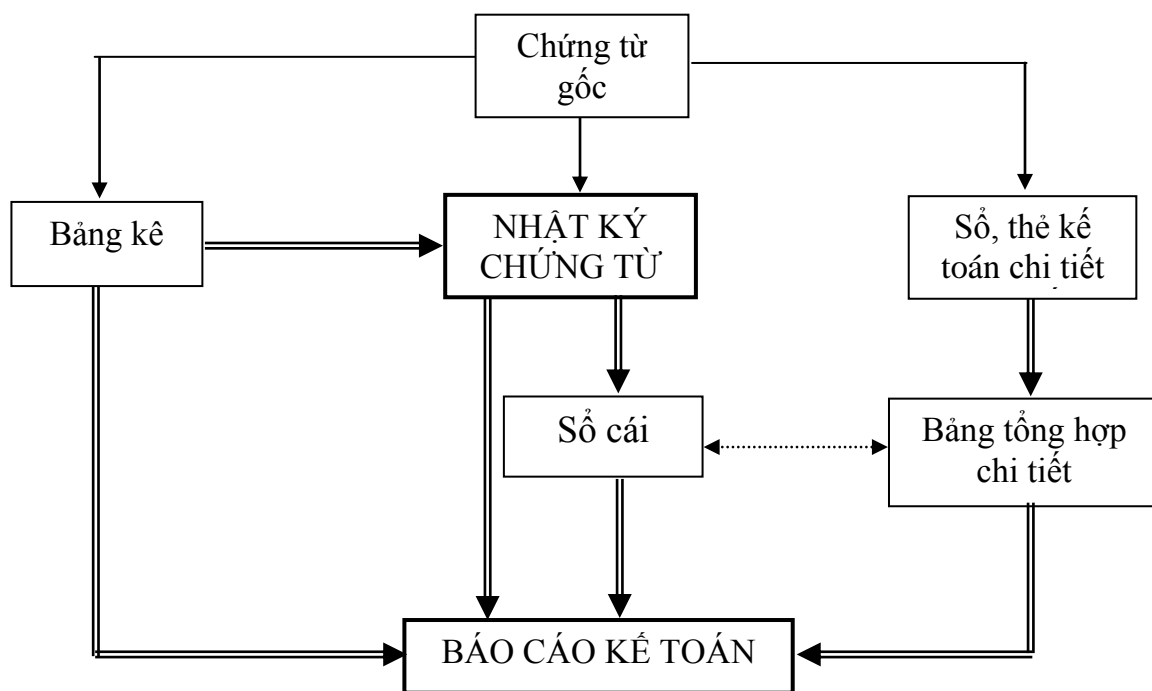 Chứng từ
gốc
Bảng kê
NHẬT KÝ
CHỨNG TỪ
Sổ, thẻ kế
toán chi tiết
Sổ cái
Bảng tổng hợp
chi tiết
BÁO CÁO KẾ TOÁN